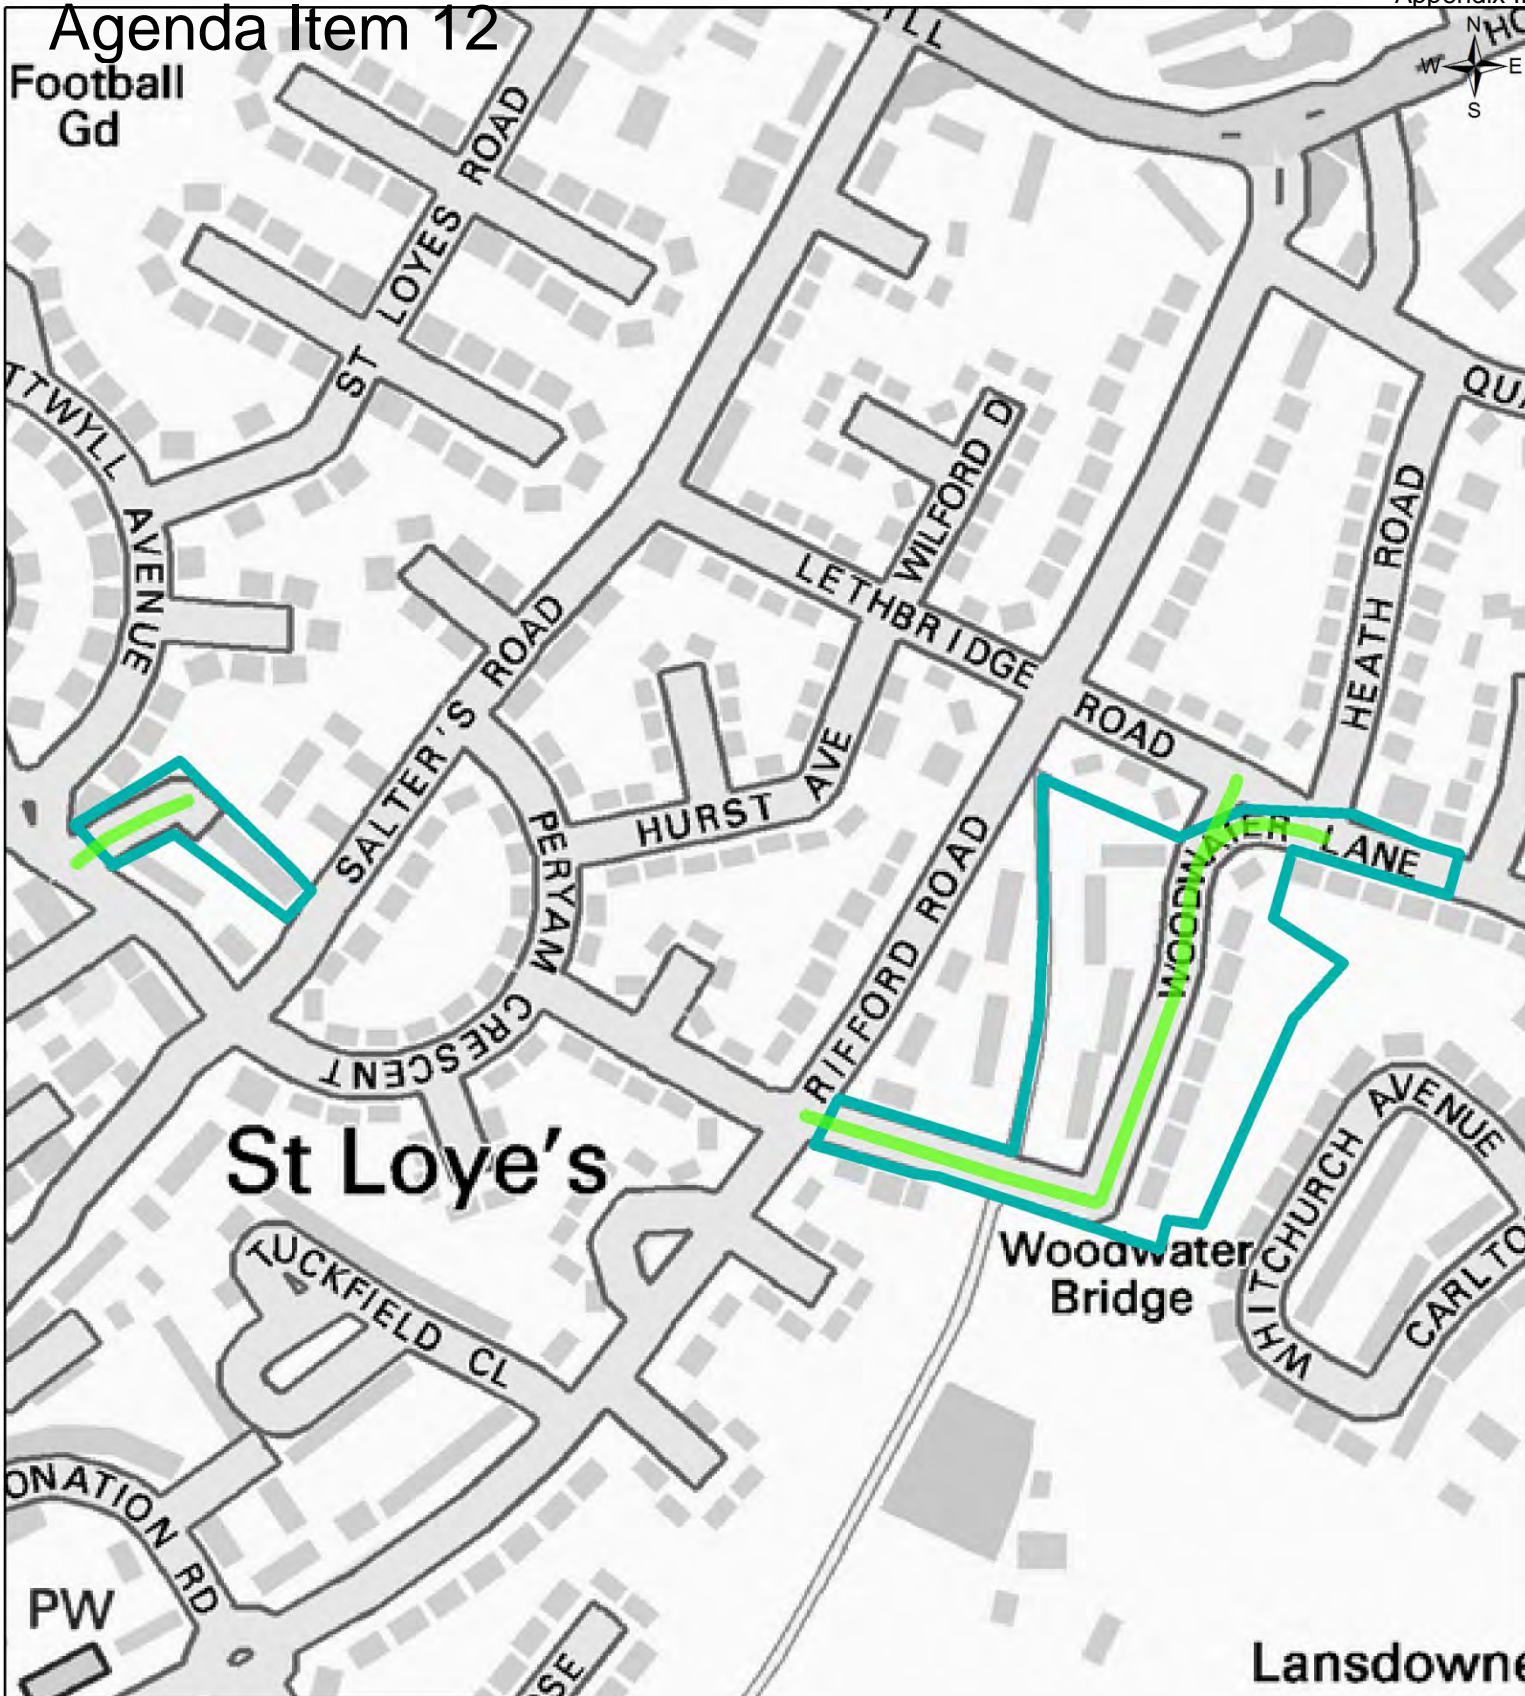 Agenda Item 12
Football
Gd
N
W
E
S
ST LOYES ROAD
AVENUE
WILFORD D
LETHBRIDGE ROAD
HEATH ROAD
SALTER'S ROAD
HURST AVE
PERYAM CRESCENT
RIFFORD ROAD
WOODWATER LANE
St Loye's
Woodwater
Bridge
WHITCHURCH AVENUE
TUCKFIELD CL
RD
PW
Lansdowne